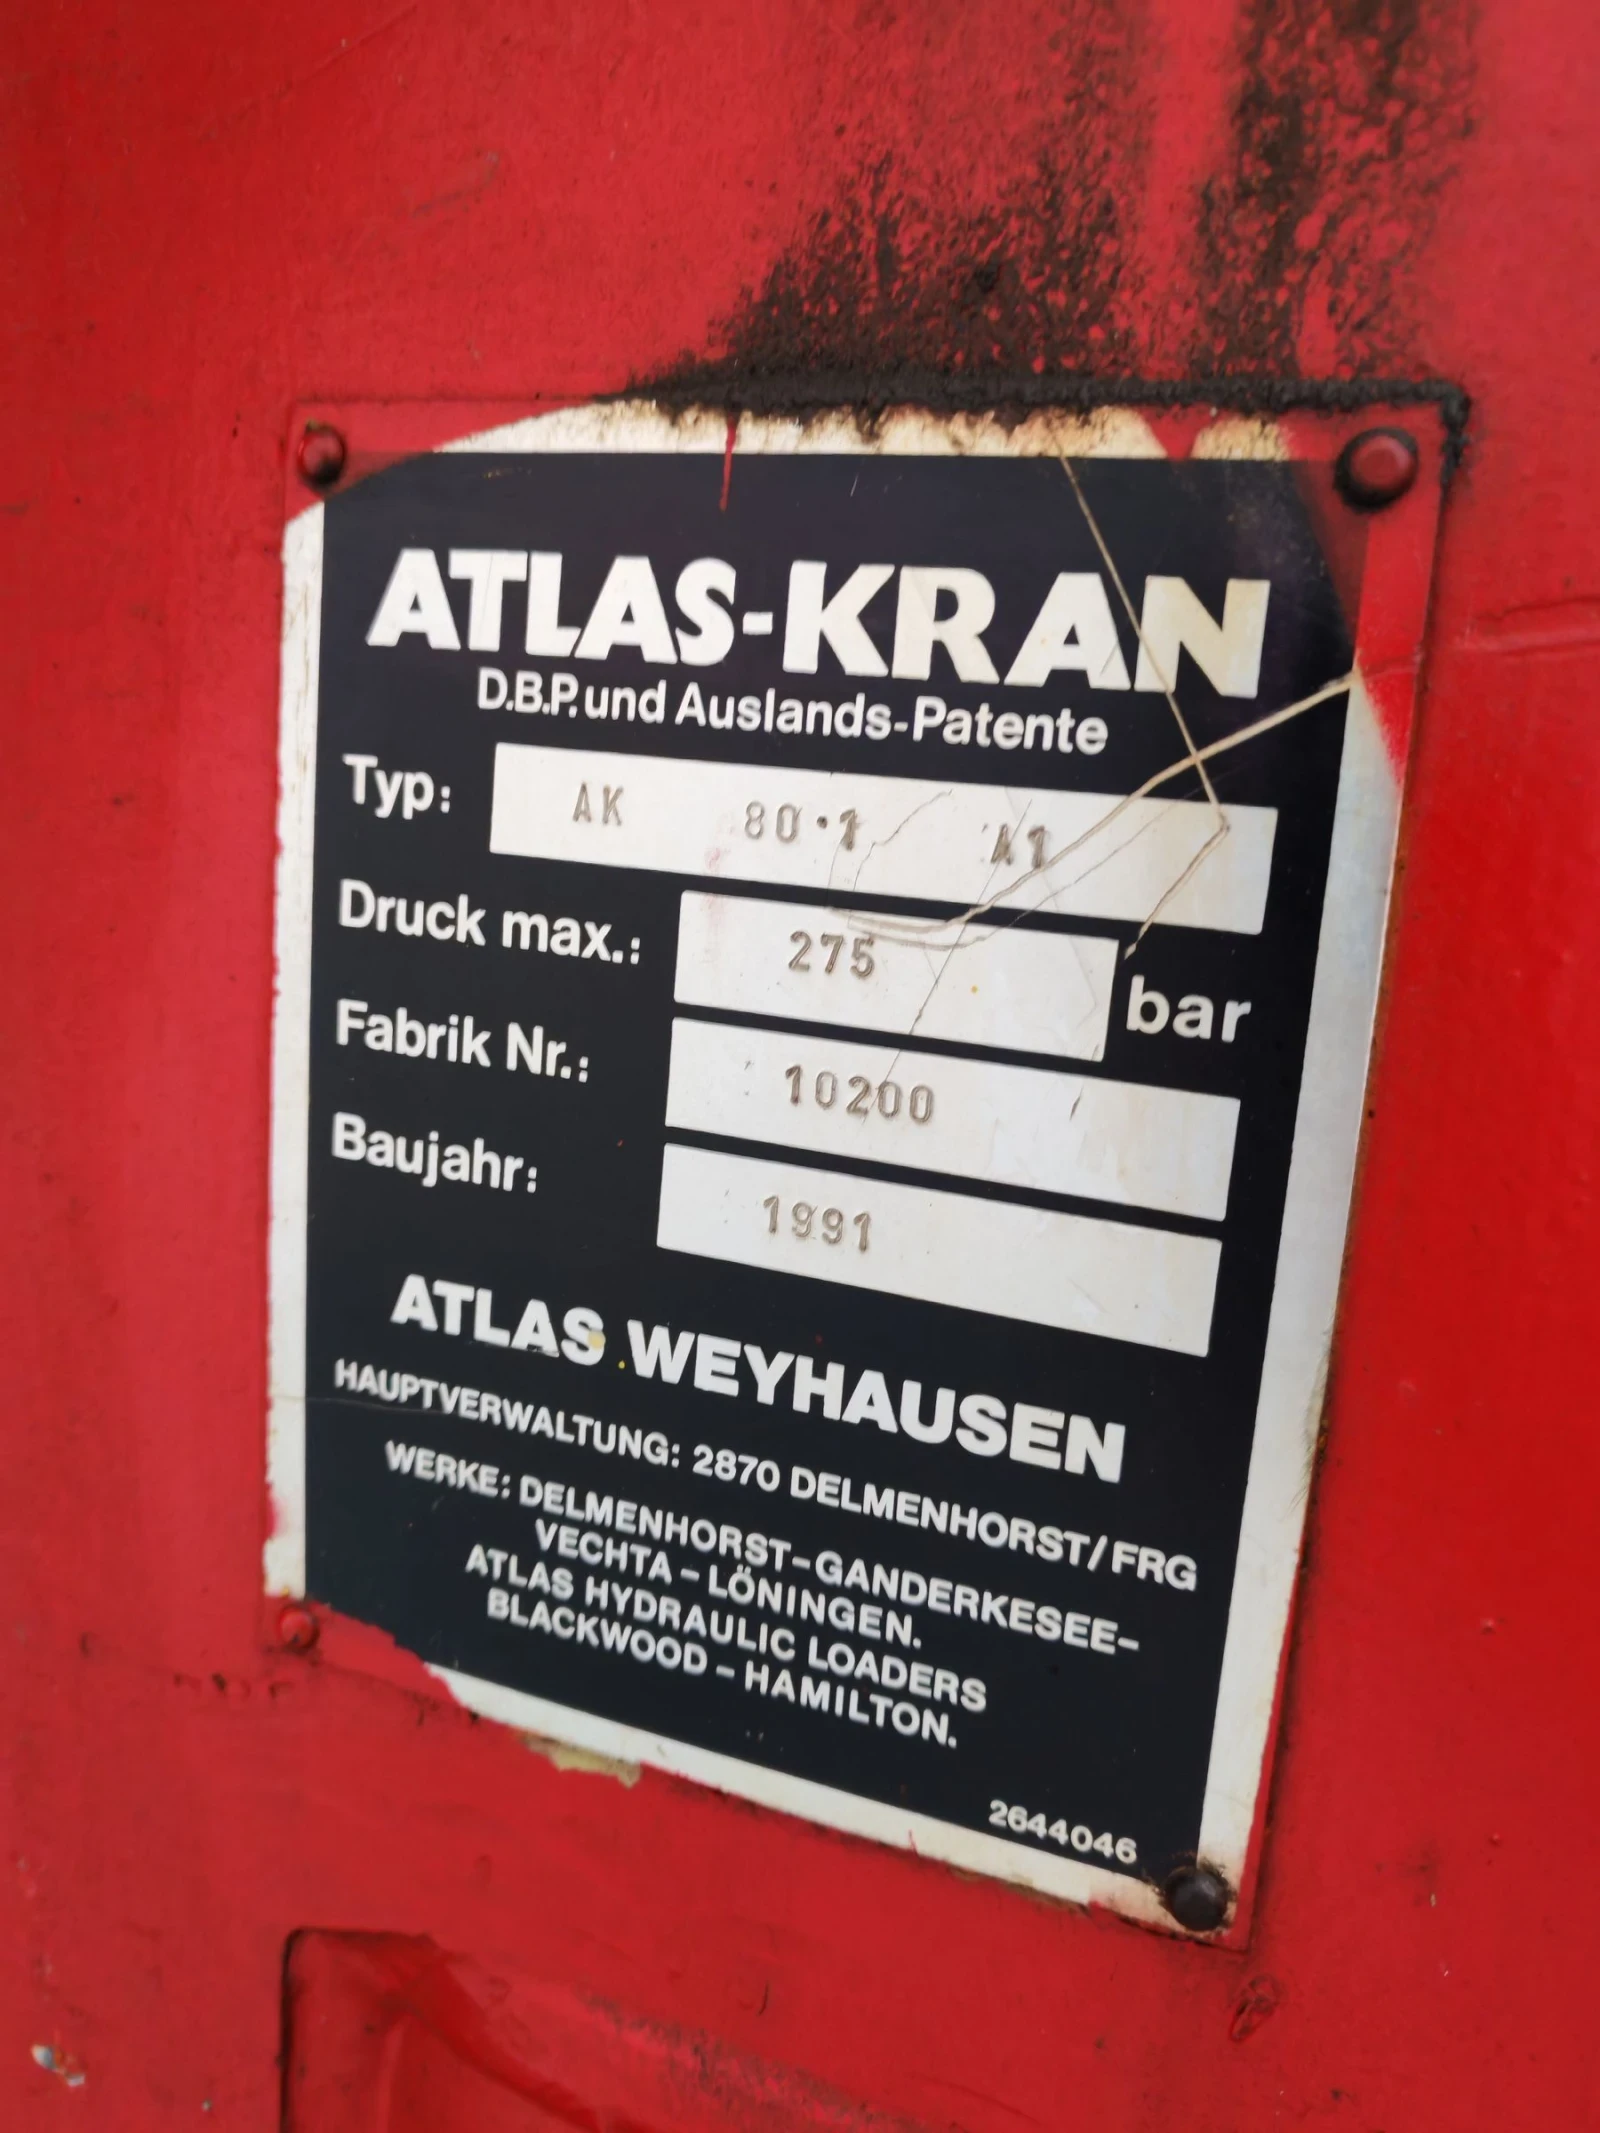 ATLAS-KRAN
D.B.P. und Auslands-Patente
Typ: AK 80·1 A1
Druck max.: 275 bar
Fabrik Nr.: 10200
Baujahr: 1991
ATLAS WEYHAUSEN
HAUPTVERWALTUNG: 2870 DELMENHORST/FRG
WERKE: DELMENHORST-GANDERKESEE-
VECHTA - LÖNINGEN.
ATLAS HYDRAULIC LOADERS
BLACKWOOD - HAMILTON.
2644046